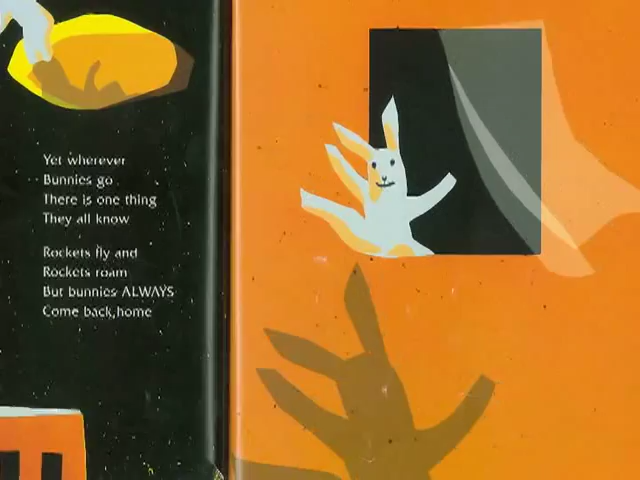 Yet wherever
Bunnies go
There is one thing
They all know
Rockets fly and
Rockets roam
But bunnies ALWAYS
Come back home